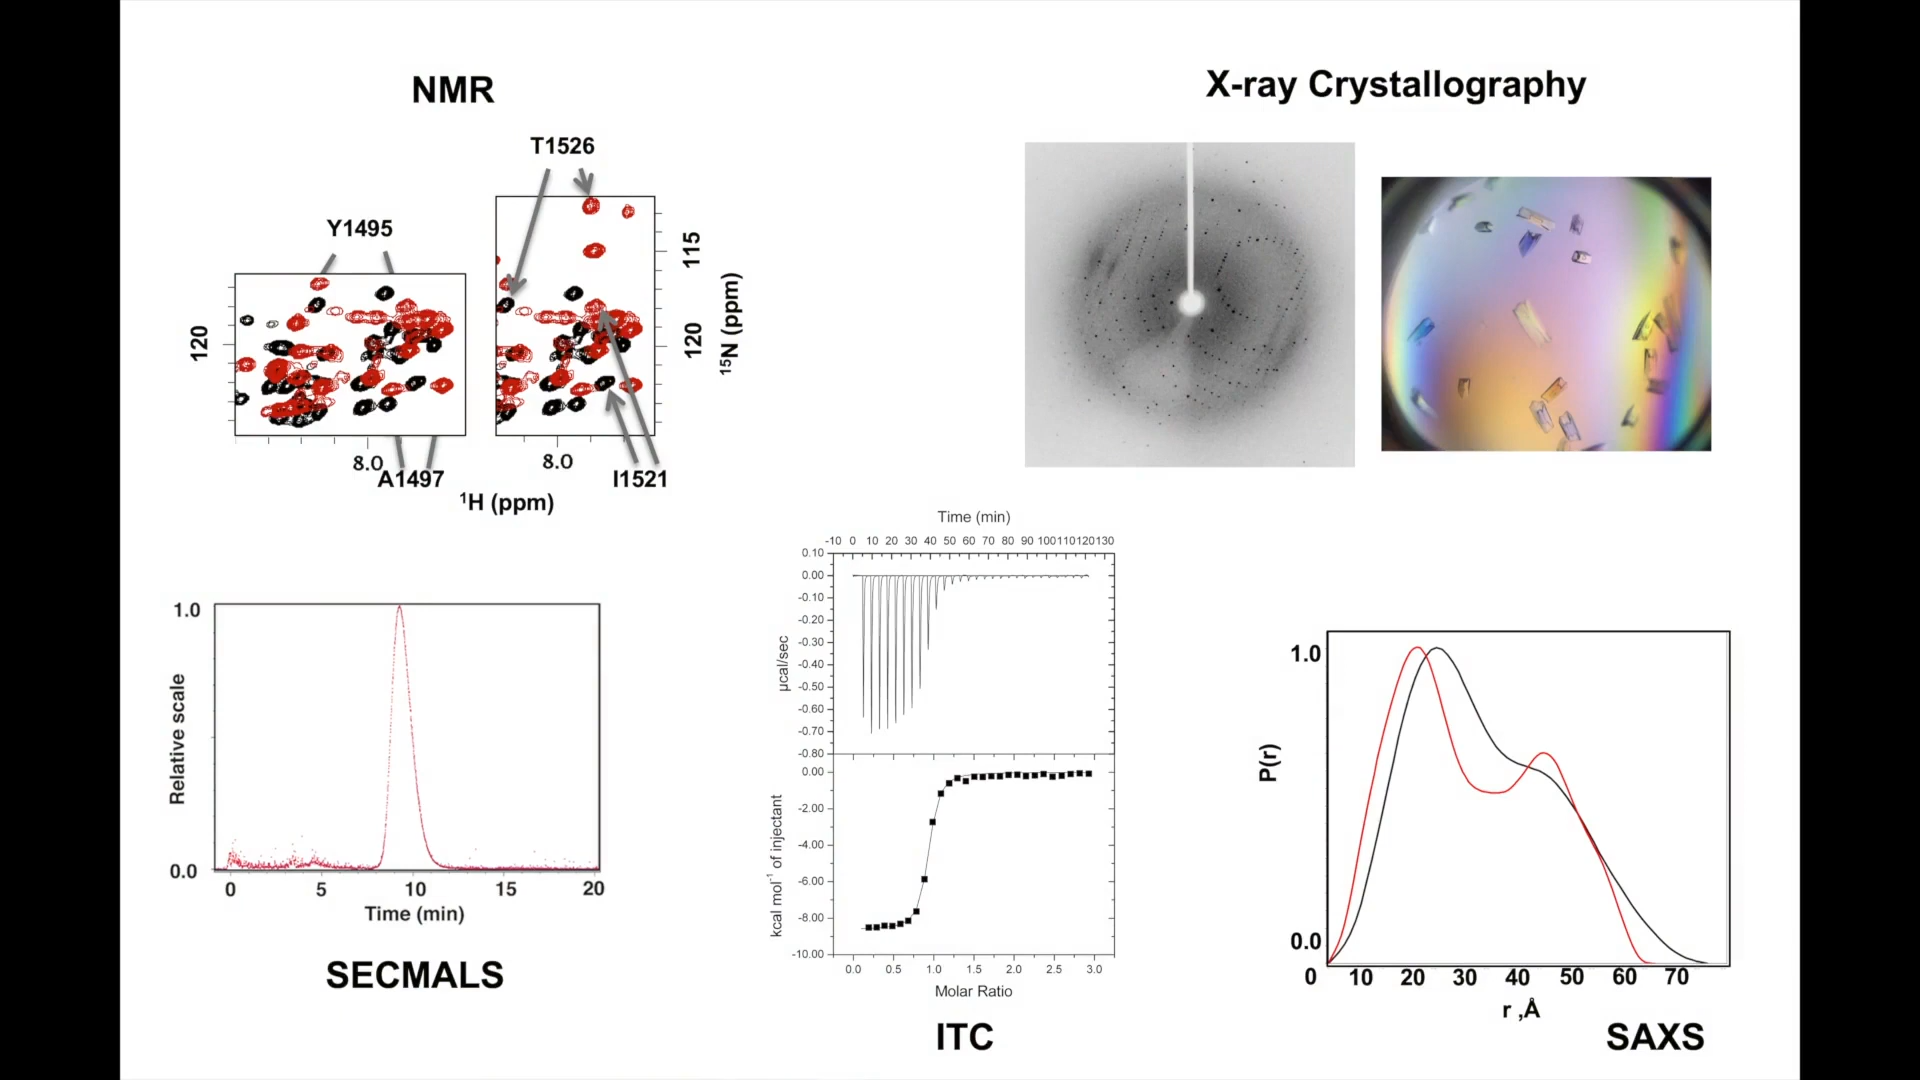 NMR
X-ray Crystallography
T1526
Y1495
115
120
120
15N (ppm)
8.0
8.0
A1497
I1521
1H (ppm)
Time (min)
-10 0 10 20 30 40 50 60 70 80 90 100110120130
0.10
0.00
-0.10
-0.20
-0.30
-0.40
-0.50
-0.60
-0.70
-0.80
µcal/sec
0.00
-2.00
-4.00
-6.00
-8.00
-10.00
kcal mol-1 of injectant
0.0 0.5 1.0 1.5 2.0 2.5 3.0
Molar Ratio
ITC
1.0
0.0
Relative scale
0 5 10 15 20
Time (min)
SECMALS
1.0
0.0
P(r)
0 10 20 30 40 50 60 70
r ,Å
SAXS